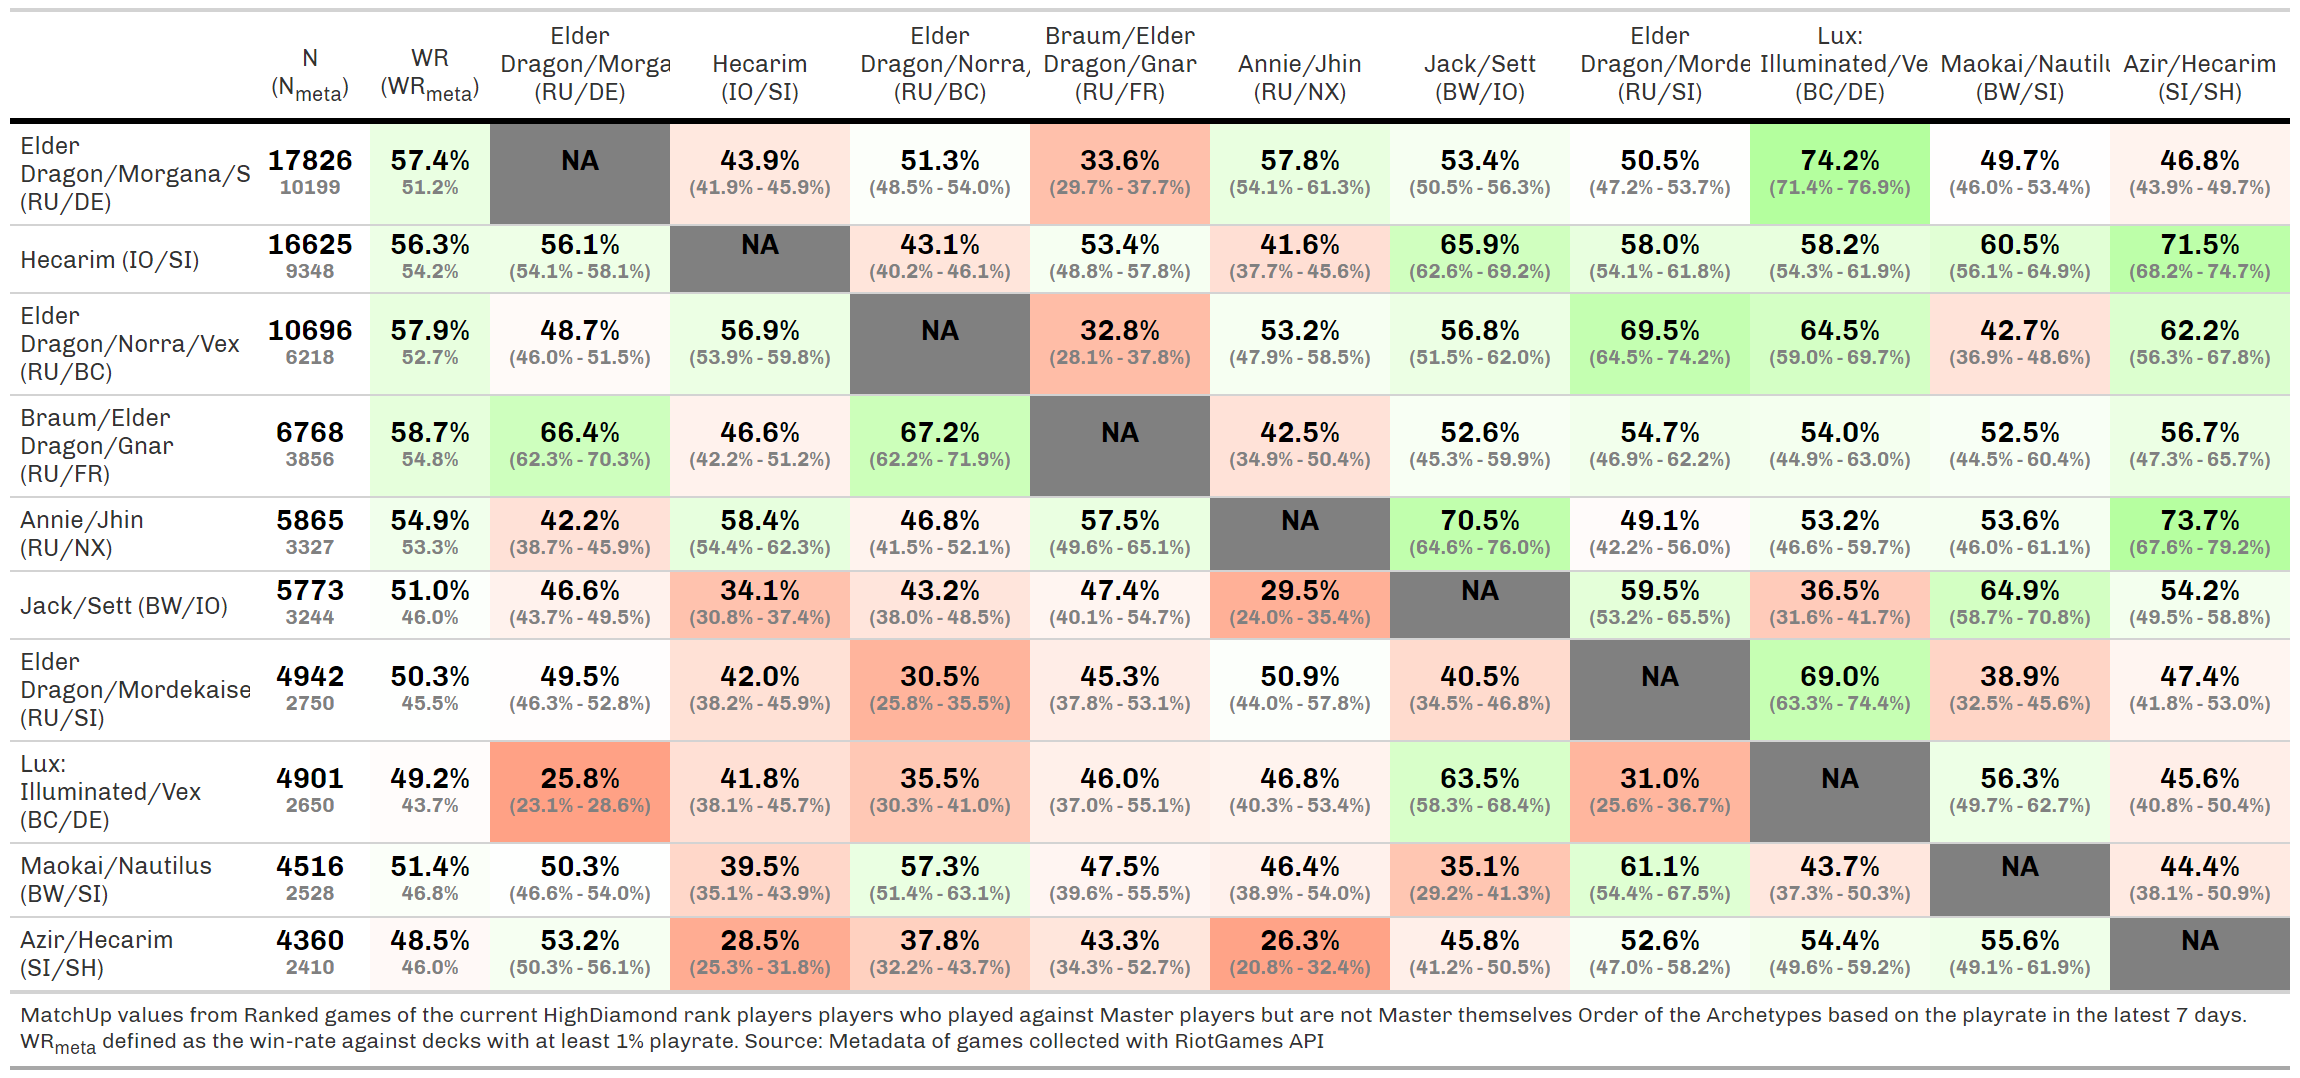 N (N_meta) WR (WR_meta) Elder Dragon/Morga (RU/DE) Hecarim (IO/SI) Elder Dragon/Norra/ (RU/BC) Braum/Elder Dragon/Gnar (RU/FR) Annie/Jhin (RU/NX) Jack/Sett (BW/IO) Elder Dragon/Morde (RU/SI) Lux: Illuminated/Ve (BC/DE) Maokai/Nautilu (BW/SI) Azir/Hecarim (SI/SH)
Elder Dragon/Morgana/S (RU/DE) 17826 57.4% NA 43.9% 51.3% 33.6% 57.8% 53.4% 50.5% 74.2% 49.7% 46.8%
10199 51.2% (41.9% - 45.9%) (48.5% - 54.0%) (29.7% - 37.7%) (54.1% - 61.3%) (50.5% - 56.3%) (47.2% - 53.7%) (71.4% - 76.9%) (46.0% - 53.4%) (43.9% - 49.7%)
Hecarim (IO/SI) 16625 56.3% 56.1% NA 43.1% 53.4% 41.6% 65.9% 58.0% 58.2% 60.5% 71.5%
9348 54.2% (54.1% - 58.1%) (40.2% - 46.1%) (48.8% - 57.8%) (37.7% - 45.6%) (62.6% - 69.2%) (54.1% - 61.8%) (54.3% - 61.9%) (56.1% - 64.9%) (68.2% - 74.7%)
Elder Dragon/Norra/Vex (RU/BC) 10696 57.9% 48.7% 56.9% NA 32.8% 53.2% 56.8% 69.5% 64.5% 42.7% 62.2%
6218 52.7% (46.0% - 51.5%) (53.9% - 59.8%) (28.1% - 37.8%) (47.9% - 58.5%) (51.5% - 62.0%) (64.5% - 74.2%) (59.0% - 69.7%) (36.9% - 48.6%) (56.3% - 67.8%)
Braum/Elder Dragon/Gnar (RU/FR) 6768 58.7% 66.4% 46.6% 67.2% NA 42.5% 52.6% 54.7% 54.0% 52.5% 56.7%
3856 54.8% (62.3% - 70.3%) (42.2% - 51.2%) (62.2% - 71.9%) (34.9% - 50.4%) (45.3% - 59.9%) (46.9% - 62.2%) (44.9% - 63.0%) (44.5% - 60.4%) (47.3% - 65.7%)
Annie/Jhin (RU/NX) 5865 54.9% 42.2% 58.4% 46.8% 57.5% NA 70.5% 49.1% 53.2% 53.6% 73.7%
3327 53.3% (38.7% - 45.9%) (54.4% - 62.3%) (41.5% - 52.1%) (49.6% - 65.1%) (64.6% - 76.0%) (42.2% - 56.0%) (46.6% - 59.7%) (46.0% - 61.1%) (67.6% - 79.2%)
Jack/Sett (BW/IO) 5773 51.0% 46.6% 34.1% 43.2% 47.4% 29.5% NA 59.5% 36.5% 64.9% 54.2%
3244 46.0% (43.7% - 49.5%) (30.8% - 37.4%) (38.0% - 48.5%) (40.1% - 54.7%) (24.0% - 35.4%) (53.2% - 65.5%) (31.6% - 41.7%) (58.7% - 70.8%) (49.5% - 58.8%)
Elder Dragon/Mordekaise (RU/SI) 4942 50.3% 49.5% 42.0% 30.5% 45.3% 50.9% 40.5% NA 69.0% 38.9% 47.4%
2750 45.5% (46.3% - 52.8%) (38.2% - 45.9%) (25.8% - 35.5%) (37.8% - 53.1%) (44.0% - 57.8%) (34.5% - 46.8%) (63.3% - 74.4%) (32.5% - 45.6%) (41.8% - 53.0%)
Lux: Illuminated/Vex (BC/DE) 4901 49.2% 25.8% 41.8% 35.5% 46.0% 46.8% 63.5% 31.0% NA 56.3% 45.6%
2650 43.7% (23.1% - 28.6%) (38.1% - 45.7%) (30.3% - 41.0%) (37.0% - 55.1%) (40.3% - 53.4%) (58.3% - 68.4%) (25.6% - 36.7%) (49.7% - 62.7%) (40.8% - 50.4%)
Maokai/Nautilus (BW/SI) 4516 51.4% 50.3% 39.5% 57.3% 47.5% 46.4% 35.1% 61.1% 43.7% NA 44.4%
2528 46.8% (46.6% - 54.0%) (35.1% - 43.9%) (51.4% - 63.1%) (39.6% - 55.5%) (38.9% - 54.0%) (29.2% - 41.3%) (54.4% - 67.5%) (37.3% - 50.3%) (38.1% - 50.9%)
Azir/Hecarim (SI/SH) 4360 48.5% 53.2% 28.5% 37.8% 43.3% 26.3% 45.8% 52.6% 54.4% 55.6% NA
2410 46.0% (50.3% - 56.1%) (25.3% - 31.8%) (32.2% - 43.7%) (34.3% - 52.7%) (20.8% - 32.4%) (41.2% - 50.5%) (47.0% - 58.2%) (49.6% - 59.2%) (49.1% - 61.9%)
MatchUp values from Ranked games of the current HighDiamond rank players players who played against Master players but are not Master themselves Order of the Archetypes based on the playrate in the latest 7 days.
WR_meta defined as the win-rate against decks with at least 1% playrate. Source: Metadata of games collected with RiotGames API